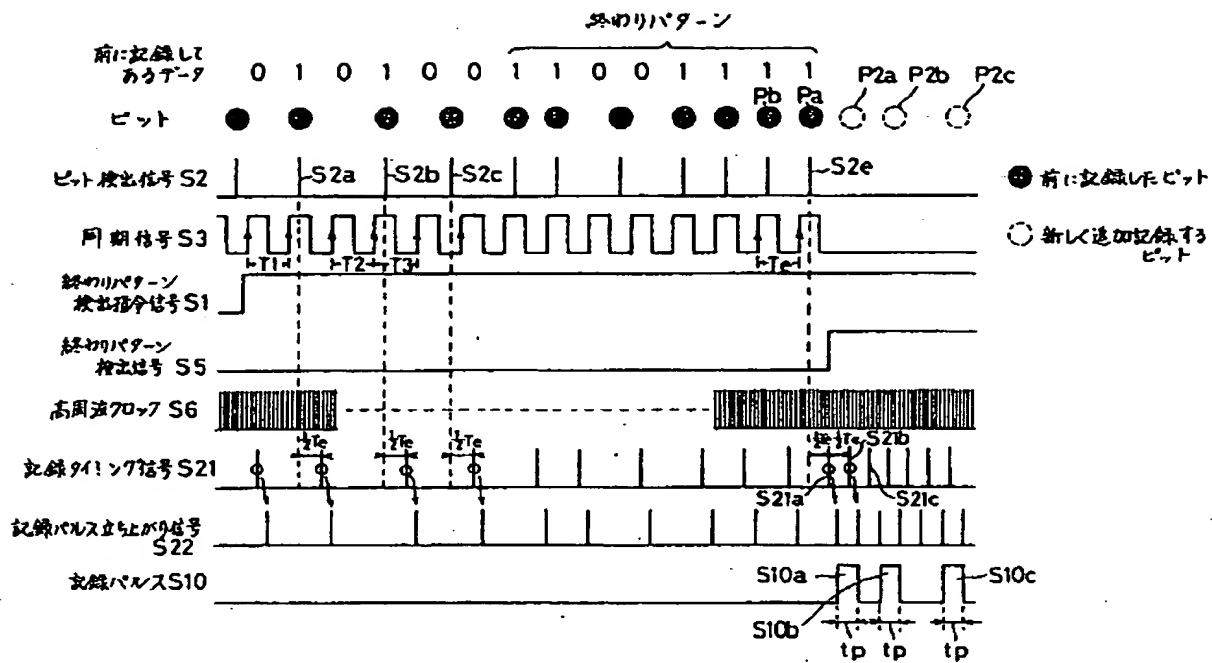 終わりパターン
前に記録して
あるデータ
0 1 0 1 0 0 1 1 0 0 1 1 1 1
Pb Pa P2a P2b P2c
ピット
ピット検出信号 S2
S2a S2b S2c S2e
前に記録したピット
同期信号 S3
新しく追加記録する
ピット
T1 T2 T3 Te
終わりパターン
検出指令信号 S1
終わりパターン
検出信号 S5
高周波クロック S6
½Te ½Te ½Te ½Te S21b
記録タイミング信号 S21
S21a S21c
記録パルス立ち上がり信号
S22
記録パルス S10
S10a S10c
S10b
tp tp tp